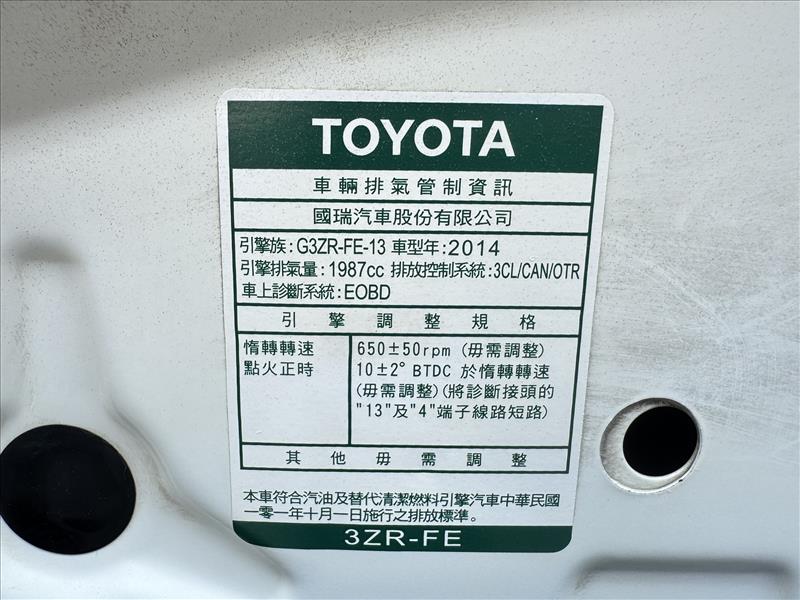 TOYOTA
車輛排氣管制資訊
國瑞汽車股份有限公司
引擎族:G3ZR-FE-13 車型年:2014
引擎排氣量:1987cc 排放控制系統:3CL/CAN/OTR
車上診斷系統:EOBD
引擎調整規格
惰轉轉速 650±50rpm (毋需調整)
點火正時 10±2° BTDC 於惰轉轉速
(毋需調整)(將診斷接頭的
"13"及"4"端子線路短路)
其他毋需調整
本車符合汽油及替代清潔燃料引擎汽車中華民國
一○一年十月一日施行之排放標準。
3ZR-FE